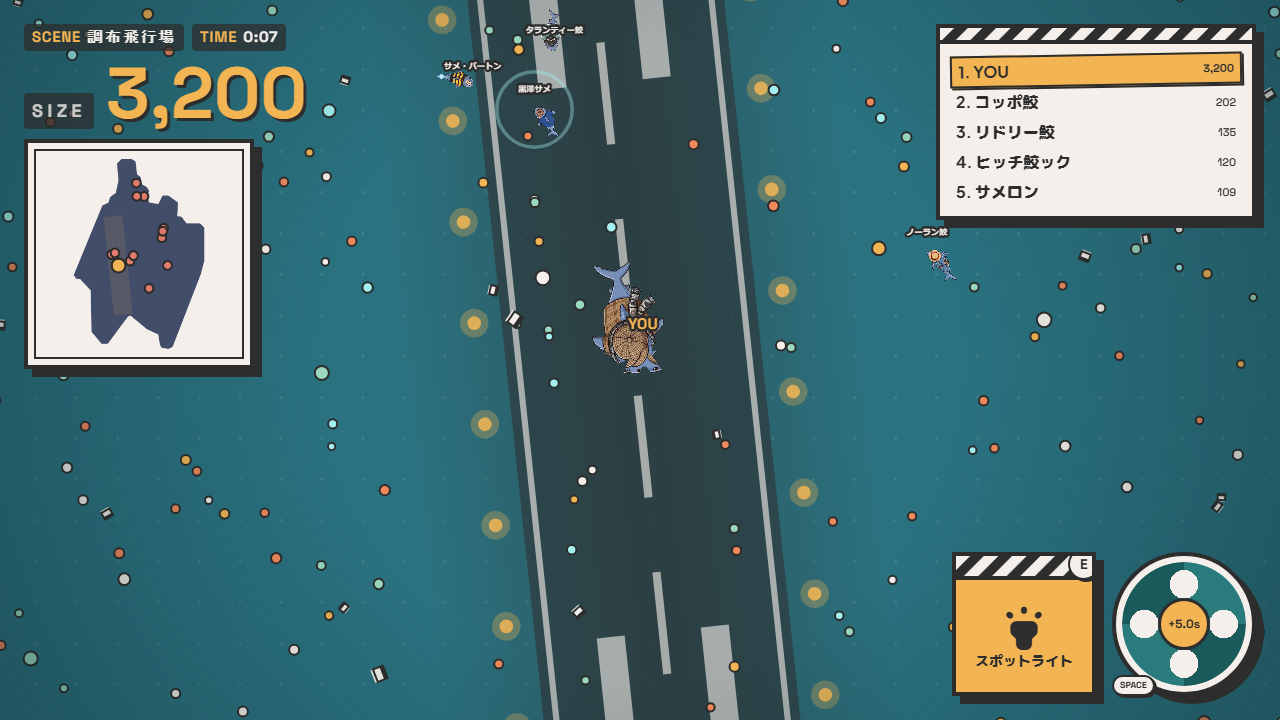 SCENE 調布飛行場
TIME 0:07
SIZE 3,200
タランティー鮫
サメ・バートン
黒澤サメ
YOU
ノーラン鮫
1. YOU 3,200
2. コッポ鮫 202
3. リドリー鮫 135
4. ヒッチ鮫ック 120
5. サメロン 109
E
スポットライト
+5.0s
SPACE